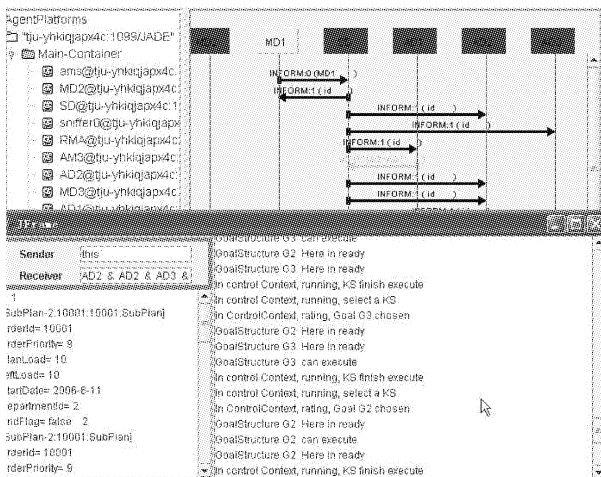 AgentPlatforms
"tju-yhkiqjapx4c:1099/JADE"
Main-Container
ams@tju-yhkiqjapx4c:
MD2@tju-yhkiqjapx4c
SD@tju-yhkiqjapx4c:1
sniffer0@tju-yhkiqjapx
RMA@tju-yhkiqjapx4c
AM3@tju-yhkiqjapx4c
AD2@tju-yhkiqjapx4c:
MD3@tju-yhkiqjapx4c
AD1@tju-yhkiqjapx4c
MD1
INFORM:0 (MD1 )
INFORM:1 ( id )
INFORM:1 ( id )
INFORM:1 ( id )
INFORM:1 ( id )
INFORM:1 ( id )
INFORM:1 ( id )
JFrame
Sender this
Receiver AD2 & AD2 & AD3 &
1
SubPlan-2:10001:10001:SubPlan]
rderId= 10001
rderPriority= 9
lanLoad= 10
eftLoad= 10
tartDate= 2006-6-11
epartmentId= 2
ndFlag= false 2
SubPlan-2:10001:SubPlan]
rderId= 10001
rderPriority= 9
GoalStructure G3 can execute
GoalStructure G2 Here in ready
GoalStructure G3 Here in ready
In control Context, running, KS finish execute
In control Context, running, select a KS
In ControlContext, rating, Goal G3 chosen
GoalStructure G2 Here in ready
GoalStructure G3 Here in ready
GoalStructure G3 can execute
In control Context, running, KS finish execute
In control Context, running, select a KS
In ControlContext, rating, Goal G2 chosen
GoalStructure G2 Here in ready
GoalStructure G2 can execute
GoalStructure G2 Here in ready
In control Context, running, KS finish execute